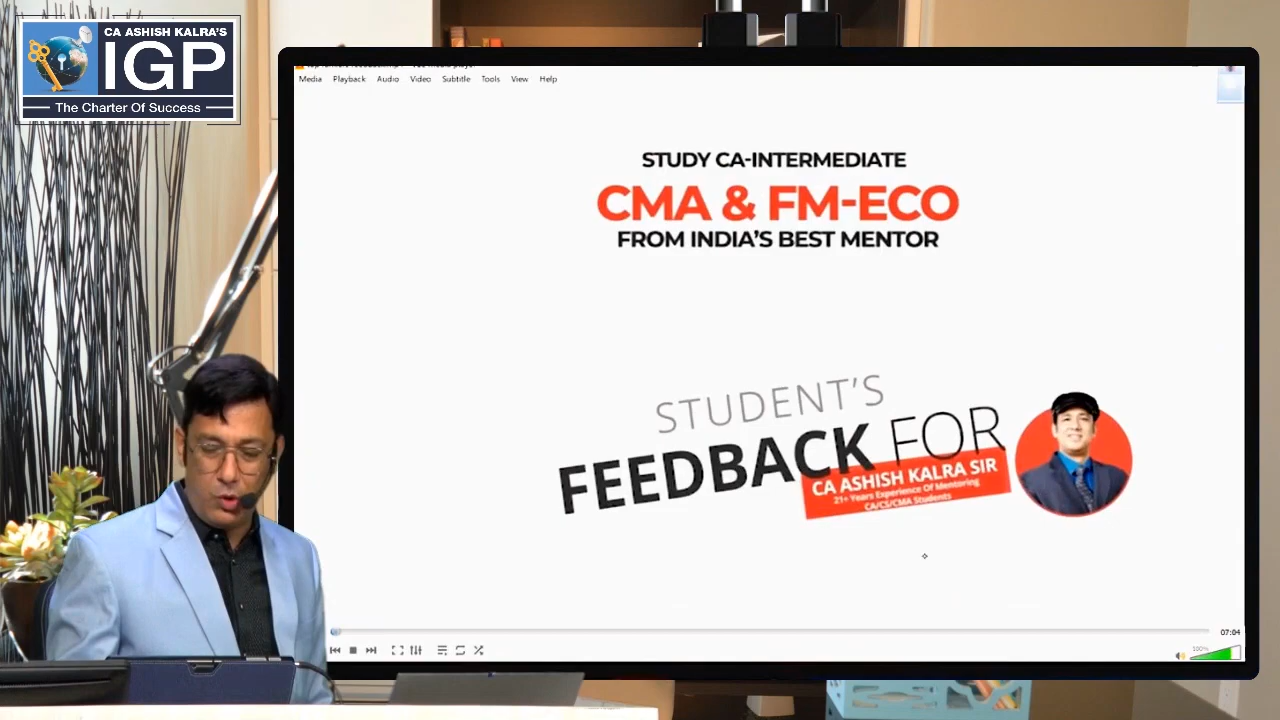 CA ASHISH KALRA'S
IGP
The Charter Of Success
Media Playback Audio Video Subtitle Tools View Help
STUDY CA-INTERMEDIATE
CMA & FM-ECO
FROM INDIA'S BEST MENTOR
STUDENT'S
FEEDBACK FOR
CA ASHISH KALRA SIR
21+ Years Experience Of Mentoring
CA/CS/CMA Students
07:04
100%